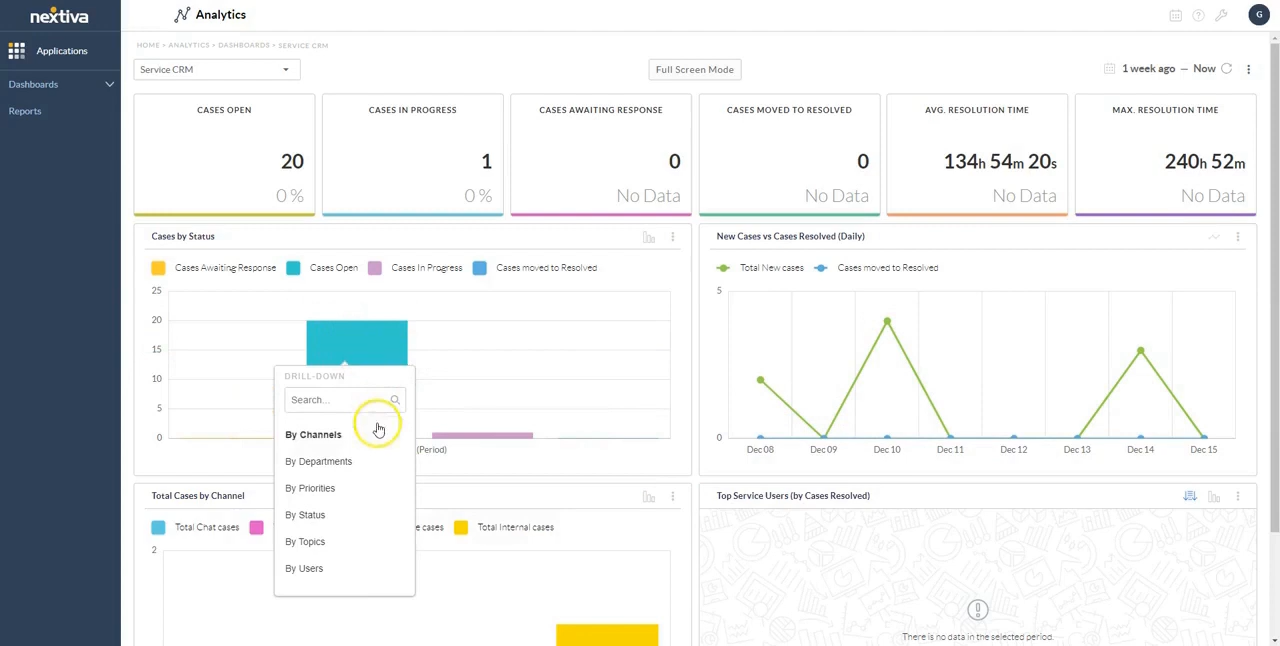 nextiva
Analytics
G
Applications
Dashboards
Reports
HOME • ANALYTICS • DASHBOARDS • SERVICE CRM
Service CRM
Full Screen Mode
1 week ago — Now
CASES OPEN
20
0 %
CASES IN PROGRESS
1
0 %
CASES AWAITING RESPONSE
0
No Data
CASES MOVED TO RESOLVED
0
No Data
AVG. RESOLUTION TIME
134h 54m 20s
No Data
MAX. RESOLUTION TIME
240h 52m
No Data
Cases by Status
Cases Awaiting Response
Cases Open
Cases In Progress
Cases moved to Resolved
25
20
15
10
5
0
(Period)
DRILL-DOWN
Search...
By Channels
By Departments
By Priorities
By Status
By Topics
By Users
New Cases vs Cases Resolved (Daily)
Total New cases
Cases moved to Resolved
5
0
Dec 08 Dec 09 Dec 10 Dec 11 Dec 12 Dec 13 Dec 14 Dec 15
Total Cases by Channel
Total Chat cases
e cases
Total Internal cases
2
Top Service Users (by Cases Resolved)
There is no data in the selected period.